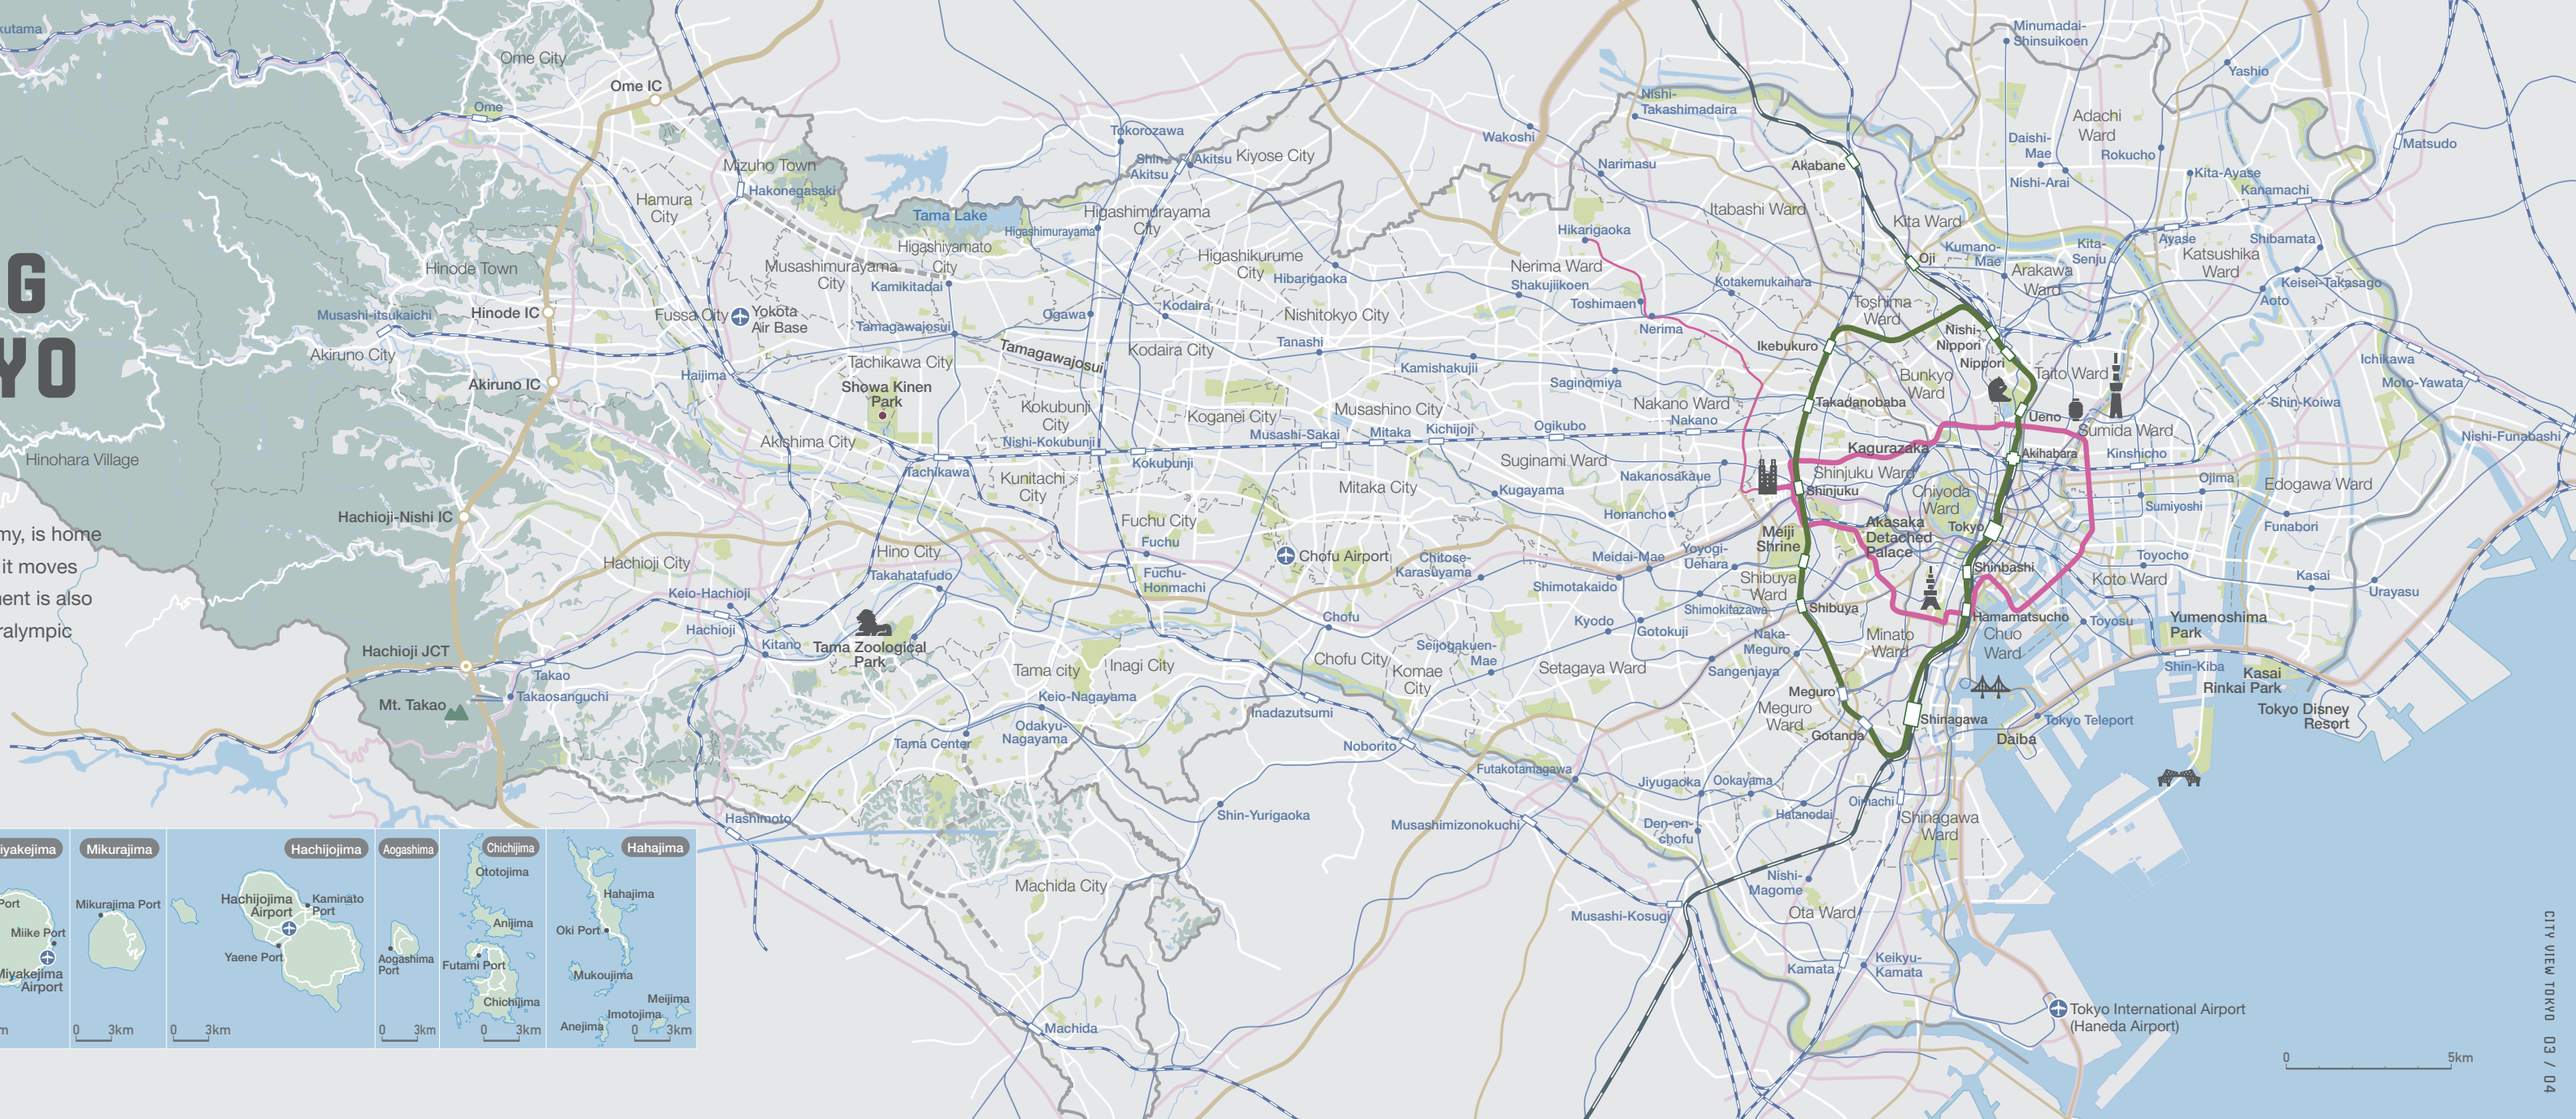 kutama
Ome City
Ome IC
Ome
Mizuho Town
Hakonegasaki
Hamura
City
Tokorozawa
Shin-
Akitsu
Akitsu
Kiyose City
Tama Lake
Higashimurayama
Higashimurayama
City
Higashiyamato
City
Musashimurayama
City
Kamikitadai
Higashikurume
City
Hibarigaoka
Wakoshi
Nishi-
Takashimadaira
Narimasu
Itabashi Ward
Hikarigaoka
Akabane
Kita Ward
Minumadai-
Shinsuikoen
Yashio
Adachi
Ward
Daishi-
Mae
Rokucho
Nishi-Arai
Kita-Ayase
Kanamachi
Matsudo
Kumano-
Mae
Kita-
Senju
Ayase
Shibamata
Katsushika
Ward
Oji
Arakawa
Ward
Keisei-Takasago
Aoto
Nerima Ward
Shakujiikoen
Toshimaen
Nerima
Kotakemukaihara
Toshima
Ward
Hinode Town
Hinode IC
G
YO
Musashi-itsukaichi
Akiruno City
Akiruno IC
Fussa City
Yokota
Air Base
Haijima
Tamagawajosui
Tachikawa City
Showa Kinen
Park
Ogawa
Kodaira
Tamagawajosui
Kodaira City
Nishitokyo City
Tanashi
Kamishakujii
Saginomiya
Ikebukuro
Nishi-
Nippori
Nippori
Bunkyo
Ward
Taito Ward
Ichikawa
Moto-Yawata
Shin-Koiwa
Nishi-Funabashi
Hinohara Village
Akishima City
Kokubunji
City
Nishi-Kokubunji
Koganei City
Musashino City
Musashi-Sakai
Mitaka
Kichijoji
Ogikubo
Nakano Ward
Nakano
Takadanobaba
Ueno
Sumida Ward
Kagurazaka
Akihabara
Kinshicho
Tachikawa
Kunitachi
City
Kokubunji
Suginami Ward
Mitaka City
Kugayama
Nakanosakaue
Honancho
Shinjuku Ward
Shinjuku
Chiyoda
Ward
Tokyo
Ojima
Sumiyoshi
Edogawa Ward
Funabori
Hachioji-Nishi IC
Hachioji City
Hino City
Takahatafudo
Fuchu City
Fuchu
Fuchu-
Honmachi
Chofu Airport
Chitose-
Karasuyama
Meidai-Mae
Shimotakaido
Yoyogi-
Uehara
Meiji
Shrine
Akasaka
Detached
Palace
Shinbashi
Toyocho
Koto Ward
Kasai
Urayasu
my, is home
it moves
nent is also
ralympic
Keio-Hachioji
Hachioji
Kitano
Tama Zoological
Park
Chofu
Kyodo
Gotokuji
Shimokitazawa
Shibuya
Ward
Shibuya
Hamamatsucho
Chuo
Ward
Toyosu
Yumenoshima
Park
Hachioji JCT
Mt. Takao
Takao
Takaosanguchi
Tama city
Inagi City
Keio-Nagayama
Odakyu-
Nagayama
Tama Center
Inadazutsumi
Chofu City
Komae
City
Seijogakuen-
Mae
Setagaya Ward
Sangenjaya
Naka-
Meguro
Minato
Ward
Meguro
Meguro
Ward
Gotanda
Shinagawa
Shin-Kiba
Kasai
Rinkai Park
Tokyo Disney
Resort
Tokyo Teleport
Daiba
Noborito
Futakotamagawa
Jiyugaoka
Ookayama
Oimachi
Hatanodai
Hashimoto
Shin-Yurigaoka
Musashimizonokuchi
Den-en-
chofu
Shinagawa
Ward
iyakejima
Port
Miike Port
Miyakejima
Airport
m
Mikurajima
Mikurajima Port
0 3km
Hachijojima
Hachijojima
Airport
Kaminato
Port
Yaene Port
0 3km
Aogashima
Aogashima
Port
0 3km
Chichijima
Ototojima
Anijima
Futami Port
Chichijima
0 3km
Hahajima
Hahajima
Oki Port
Mukoujima
Meijima
Imotojima
Anejima
0 3km
Machida City
Machida
Nishi-
Magome
Musashi-Kosugi
Ota Ward
Kamata
Keikyu-
Kamata
Tokyo International Airport
(Haneda Airport)
0 5km
CITY VIEW TOKYO 03 / 04